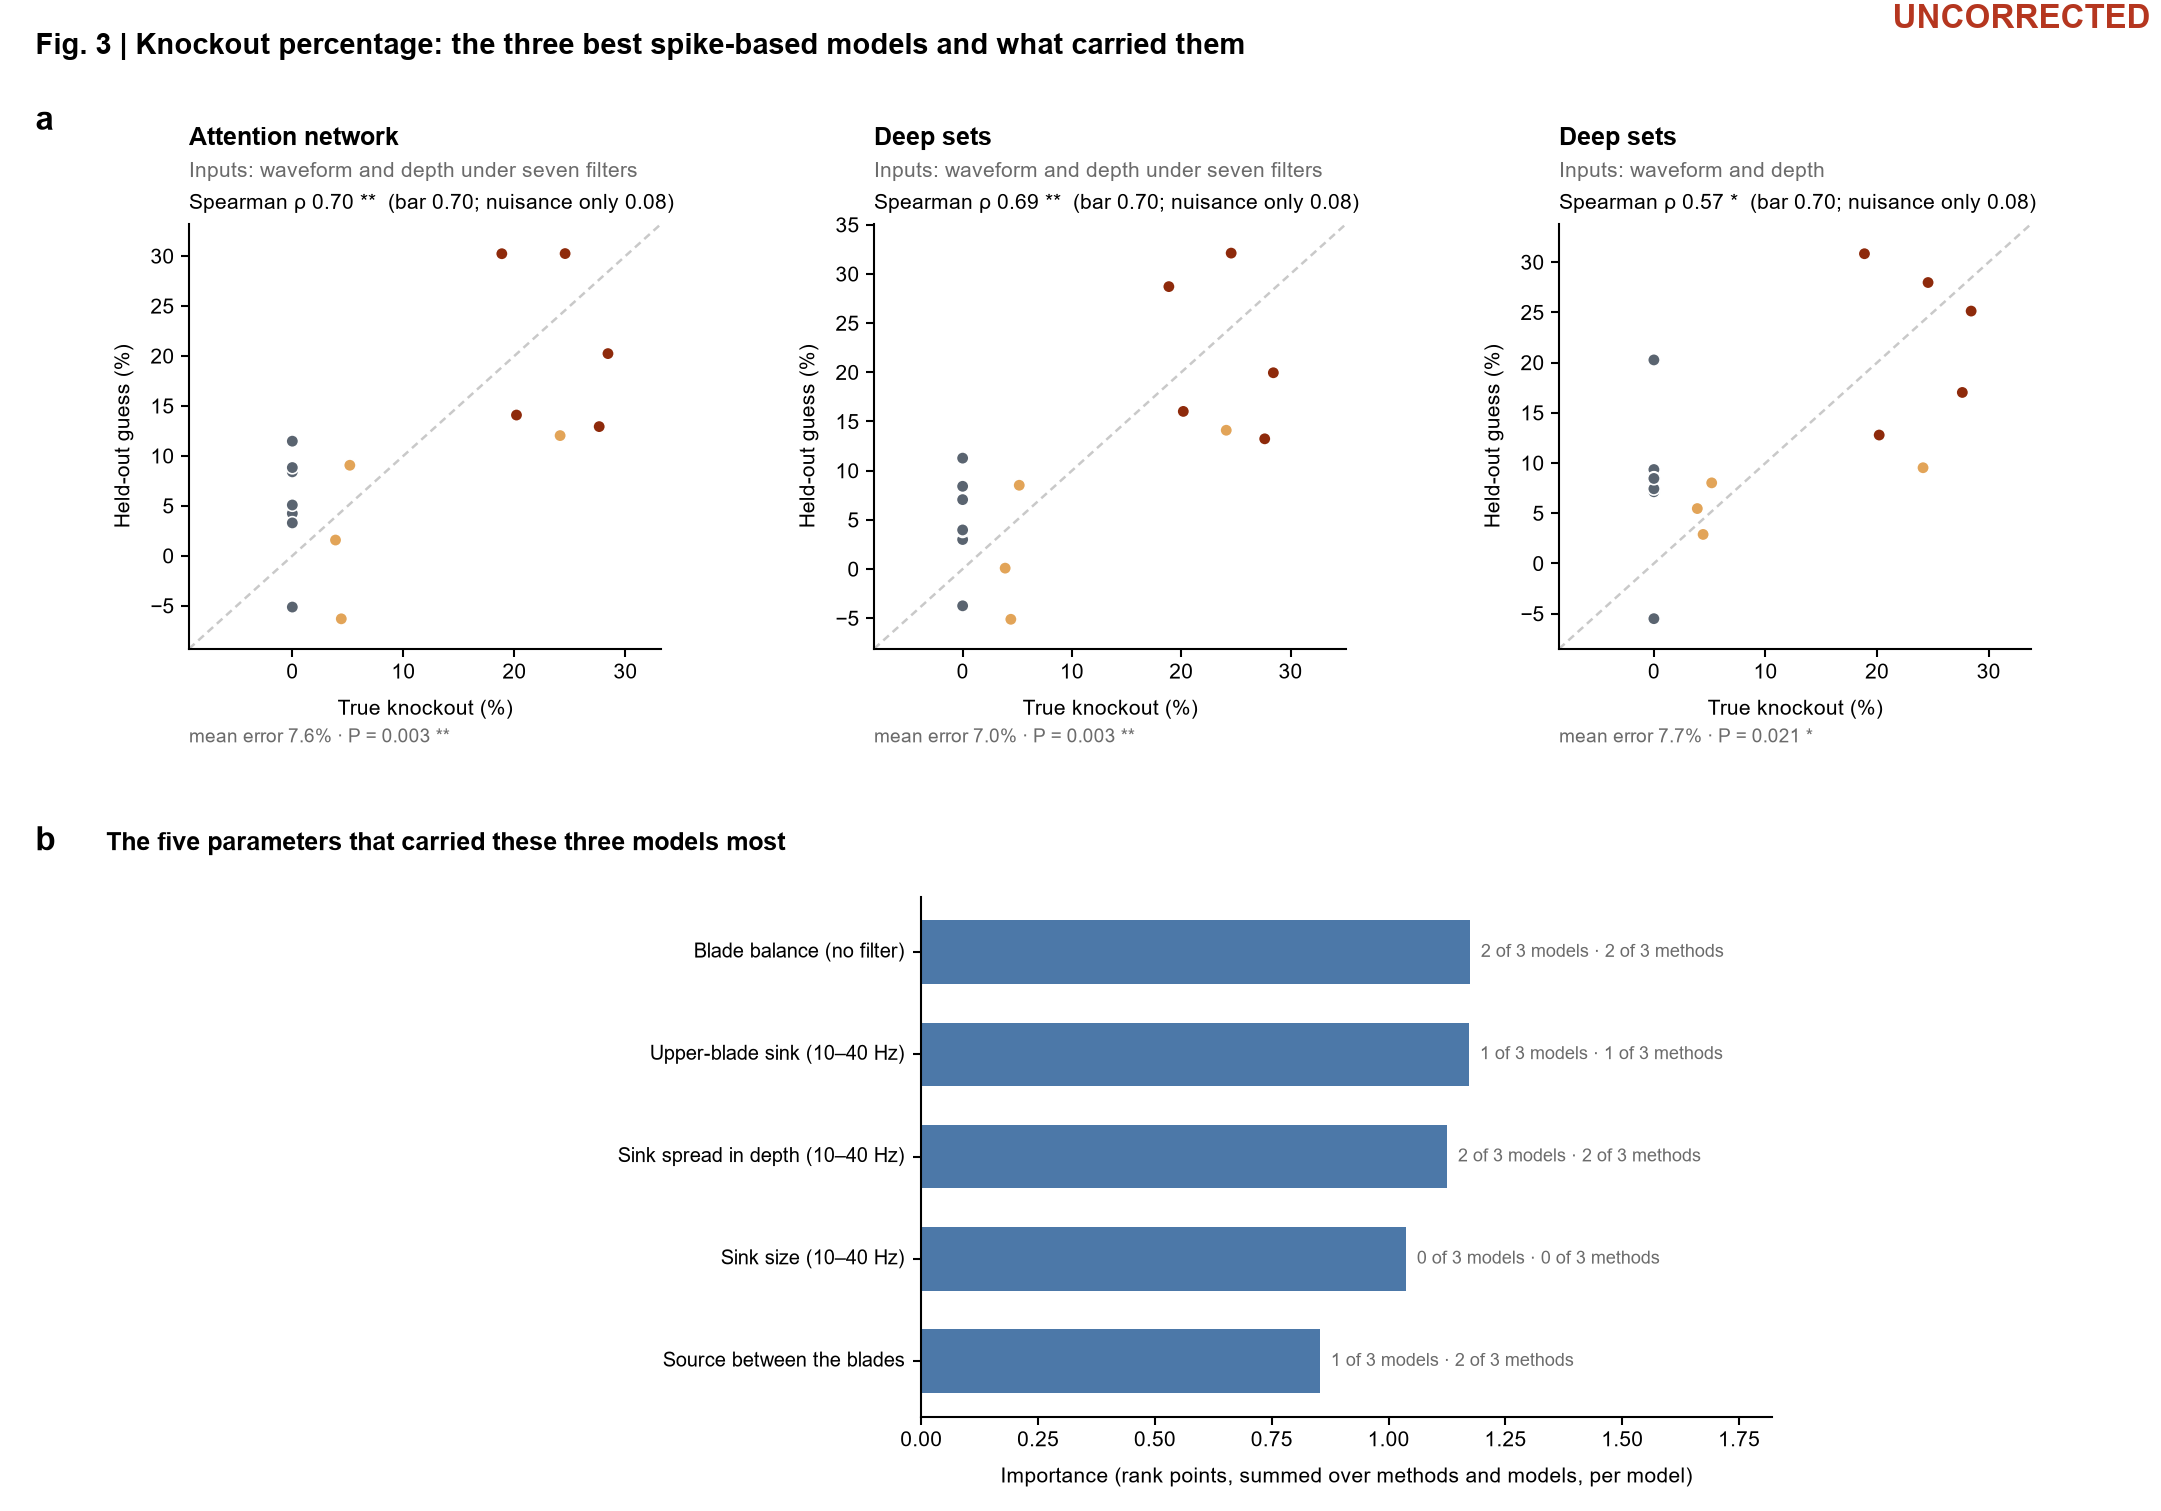 UNCORRECTED
Fig. 3 | Knockout percentage: the three best spike-based models and what carried them
a
Attention network
Inputs: waveform and depth under seven filters
Spearman ρ 0.70 ** (bar 0.70; nuisance only 0.08)
30
25
20
15
10
5
0
−5
Held-out guess (%)
0 10 20 30
True knockout (%)
mean error 7.6% · P = 0.003 **
Deep sets
Inputs: waveform and depth under seven filters
Spearman ρ 0.69 ** (bar 0.70; nuisance only 0.08)
35
30
25
20
15
10
5
0
−5
Held-out guess (%)
0 10 20 30
True knockout (%)
mean error 7.0% · P = 0.003 **
Deep sets
Inputs: waveform and depth
Spearman ρ 0.57 * (bar 0.70; nuisance only 0.08)
30
25
20
15
10
5
0
−5
Held-out guess (%)
0 10 20 30
True knockout (%)
mean error 7.7% · P = 0.021 *
b
The five parameters that carried these three models most
Blade balance (no filter) 2 of 3 models · 2 of 3 methods
Upper-blade sink (10–40 Hz) 1 of 3 models · 1 of 3 methods
Sink spread in depth (10–40 Hz) 2 of 3 models · 2 of 3 methods
Sink size (10–40 Hz) 0 of 3 models · 0 of 3 methods
Source between the blades 1 of 3 models · 2 of 3 methods
0.00 0.25 0.50 0.75 1.00 1.25 1.50 1.75
Importance (rank points, summed over methods and models, per model)